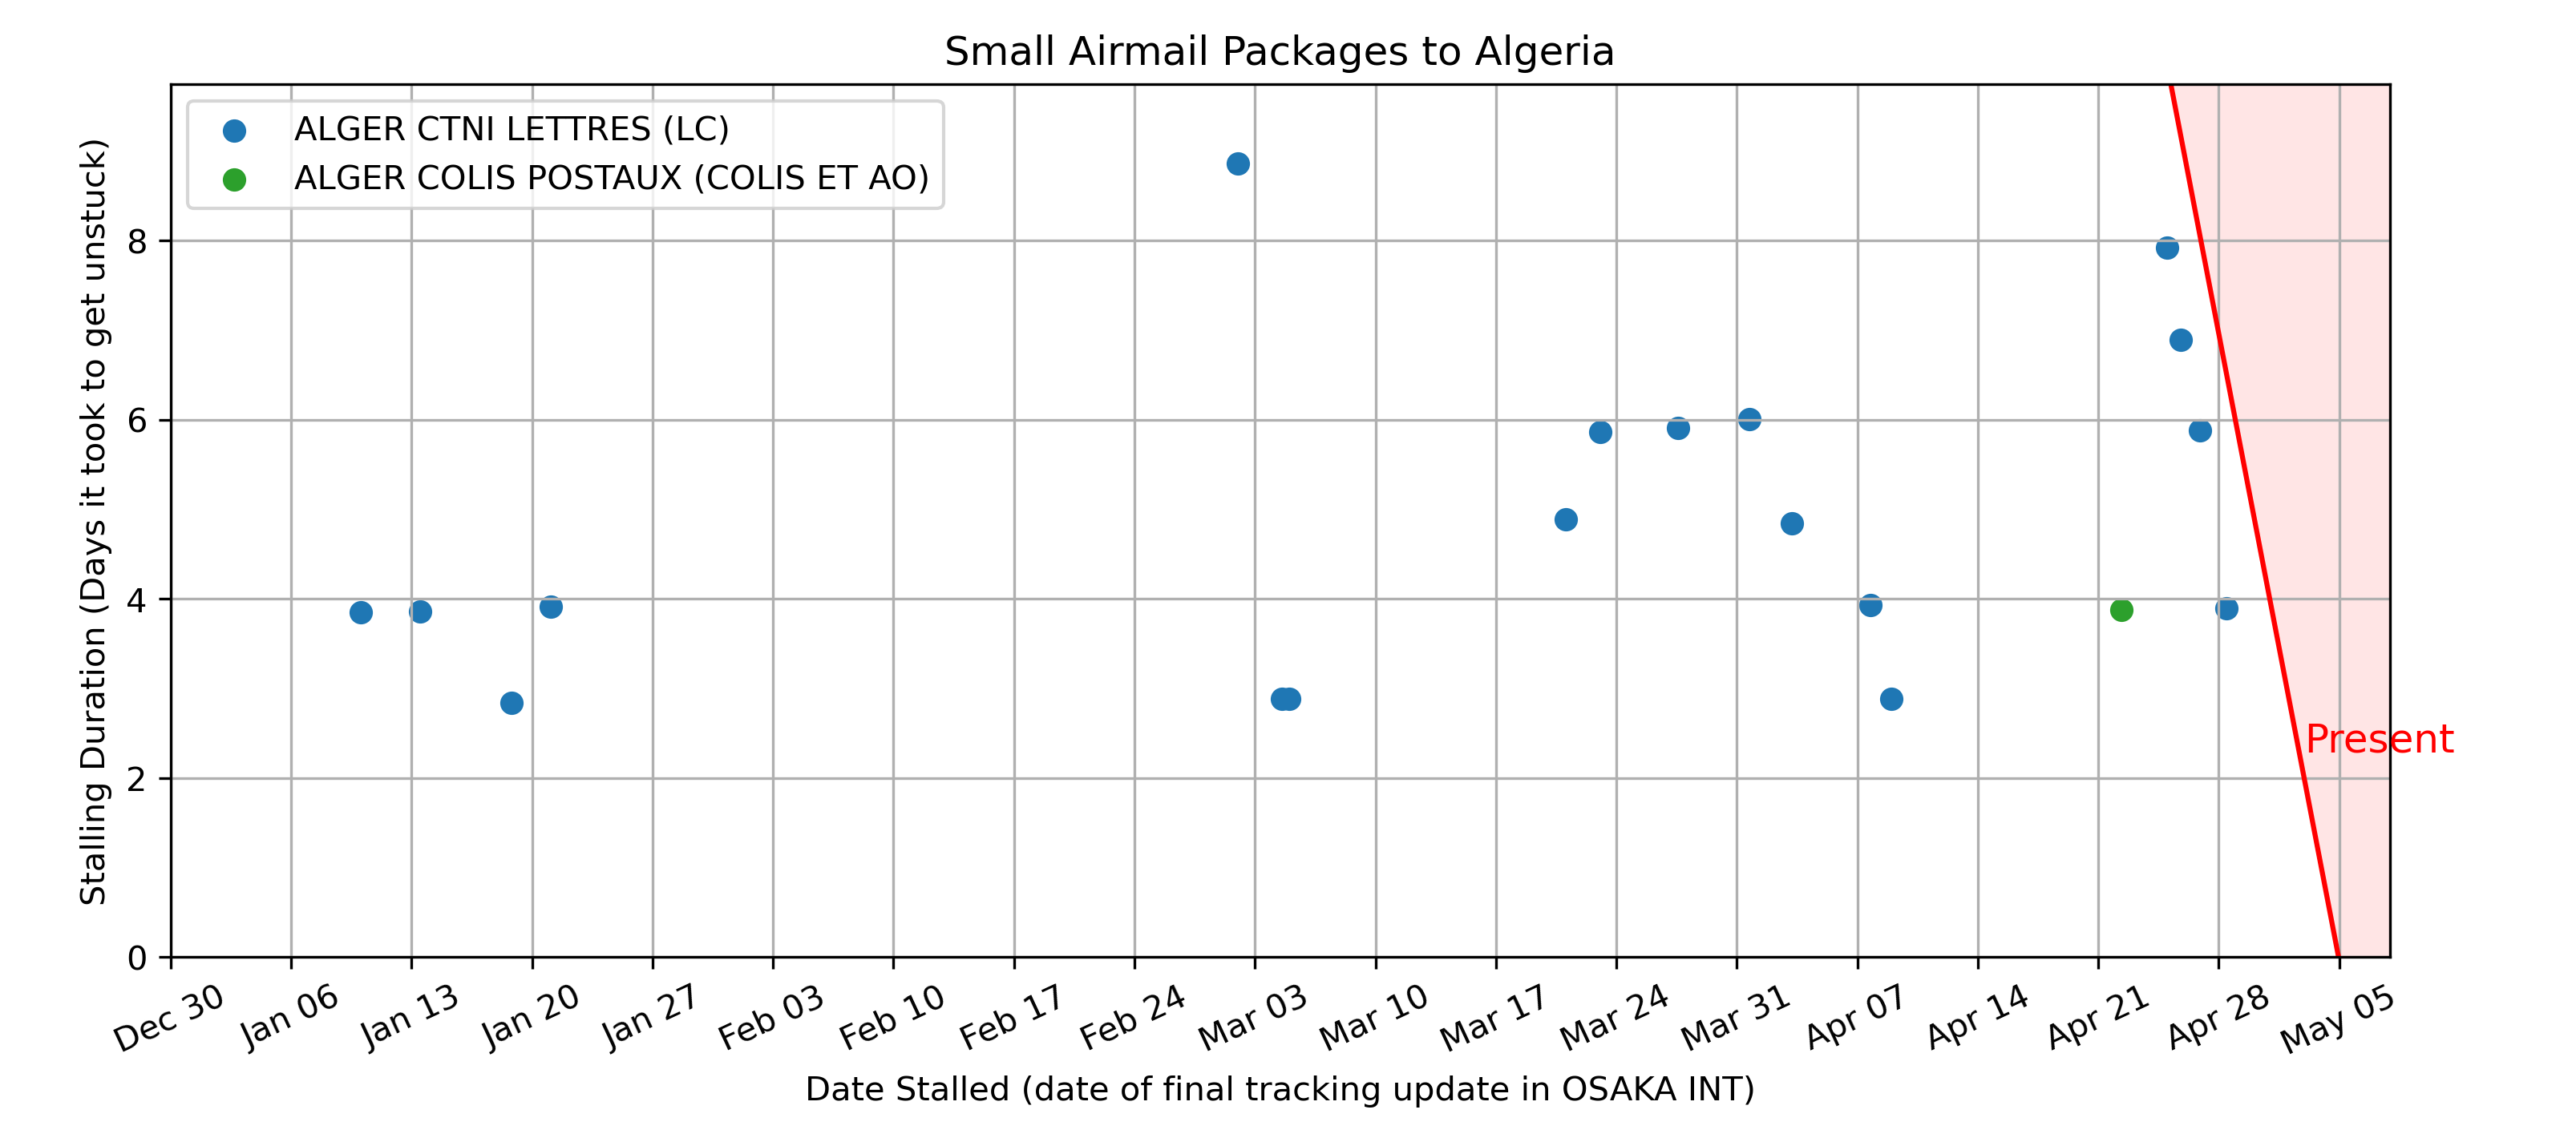 Small Airmail Packages to Algeria
ALGER CTNI LETTRES (LC)
ALGER COLIS POSTAUX (COLIS ET AO)
Stalling Duration (Days it took to get unstuck)
8
6
4
2
0
Present
Dec 30
Jan 06
Jan 13
Jan 20
Jan 27
Feb 03
Feb 10
Feb 17
Feb 24
Mar 03
Mar 10
Mar 17
Mar 24
Mar 31
Apr 07
Apr 14
Apr 21
Apr 28
May 05
Date Stalled (date of final tracking update in OSAKA INT)